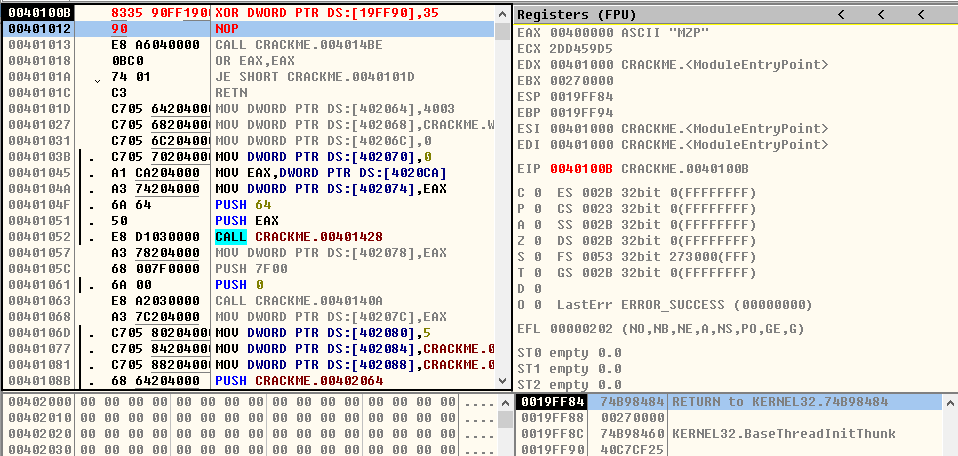 0040100B 8335 90FF190 XOR DWORD PTR DS:[19FF90],35
00401012 90 NOP
00401013 E8 A6040000 CALL CRACKME.004014BE
00401018 0BC0 OR EAX,EAX
0040101A 74 01 JE SHORT CRACKME.0040101D
0040101C C3 RETN
0040101D C705 6420400 MOV DWORD PTR DS:[402064],4003
00401027 C705 6820400 MOV DWORD PTR DS:[402068],CRACKME.W
00401031 C705 6C20400 MOV DWORD PTR DS:[40206C],0
0040103B . C705 7020400 MOV DWORD PTR DS:[402070],0
00401045 . A1 CA204000 MOV EAX,DWORD PTR DS:[4020CA]
0040104A . A3 74204000 MOV DWORD PTR DS:[402074],EAX
0040104F . 6A 64 PUSH 64
00401051 . 50 PUSH EAX
00401052 . E8 D1030000 CALL CRACKME.00401428
00401057 A3 78204000 MOV DWORD PTR DS:[402078],EAX
0040105C 68 007F0000 PUSH 7F00
00401061 . 6A 00 PUSH 0
00401063 E8 A2030000 CALL CRACKME.0040140A
00401068 A3 7C204000 MOV DWORD PTR DS:[40207C],EAX
0040106D . C705 8020400 MOV DWORD PTR DS:[402080],5
00401077 . C705 8420400 MOV DWORD PTR DS:[402084],CRACKME.0
00401081 . C705 8820400 MOV DWORD PTR DS:[402088],CRACKME.0
0040108B . 68 64204000 PUSH CRACKME.00402064
Registers (FPU) < < <
EAX 00400000 ASCII "MZP"
ECX 2DD459D5
EDX 00401000 CRACKME.<ModuleEntryPoint>
EBX 00270000
ESP 0019FF84
EBP 0019FF94
ESI 00401000 CRACKME.<ModuleEntryPoint>
EDI 00401000 CRACKME.<ModuleEntryPoint>
EIP 0040100B CRACKME.0040100B
C 0 ES 002B 32bit 0(FFFFFFFF)
P 0 CS 0023 32bit 0(FFFFFFFF)
A 0 SS 002B 32bit 0(FFFFFFFF)
Z 0 DS 002B 32bit 0(FFFFFFFF)
S 0 FS 0053 32bit 273000(FFF)
T 0 GS 002B 32bit 0(FFFFFFFF)
D 0
O 0 LastErr ERROR_SUCCESS (00000000)
EFL 00000202 (NO,NB,NE,A,NS,PO,GE,G)
ST0 empty 0.0
ST1 empty 0.0
ST2 empty 0.0
00402000 00 00 00 00 00 00 00 00 00 00 00 00 00 00 00 00 ....
00402010 00 00 00 00 00 00 00 00 00 00 00 00 00 00 00 00 ....
00402020 00 00 00 00 00 00 00 00 00 00 00 00 00 00 00 00 ....
00402030 00 00 00 00 00 00 00 00 00 00 00 00 00 00 00 00 ....
0019FF84 74B98484 RETURN to KERNEL32.74B98484
0019FF88 00270000
0019FF8C 74B98460 KERNEL32.BaseThreadInitThunk
0019FF90 40C7CF25